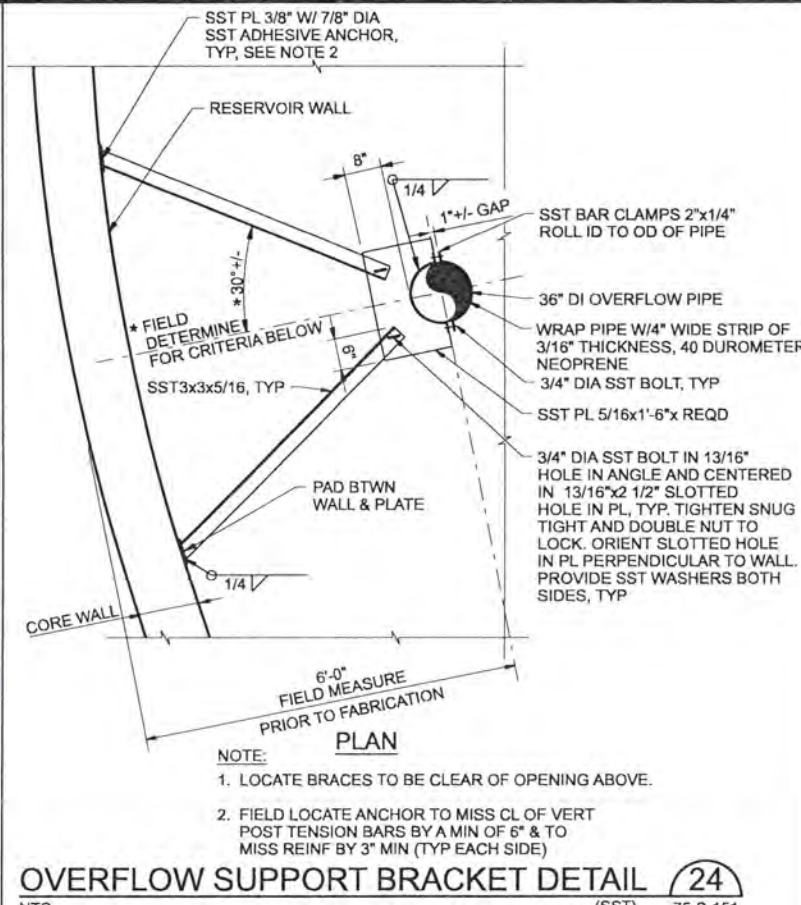 SST PL 3/8" W/ 7/8" DIA
SST ADHESIVE ANCHOR,
TYP, SEE NOTE 2
RESERVOIR WALL
8"
1/4
1"+/- GAP
SST BAR CLAMPS 2"x1/4"
ROLL ID TO OD OF PIPE
* 30°+/-
36" DI OVERFLOW PIPE
* FIELD
DETERMINE
FOR CRITERIA BELOW
WRAP PIPE W/4" WIDE STRIP OF
3/16" THICKNESS, 40 DUROMETER
NEOPRENE
6"
SST3x3x5/16, TYP
3/4" DIA SST BOLT, TYP
SST PL 5/16x1'-6"x REQD
3/4" DIA SST BOLT IN 13/16"
HOLE IN ANGLE AND CENTERED
IN 13/16"x2 1/2" SLOTTED
HOLE IN PL, TYP. TIGHTEN SNUG
TIGHT AND DOUBLE NUT TO
LOCK. ORIENT SLOTTED HOLE
IN PL PERPENDICULAR TO WALL.
PROVIDE SST WASHERS BOTH
SIDES, TYP
PAD BTWN
WALL & PLATE
1/4
CORE WALL
6'-0"
FIELD MEASURE
PRIOR TO FABRICATION
PLAN
NOTE:
1. LOCATE BRACES TO BE CLEAR OF OPENING ABOVE.
2. FIELD LOCATE ANCHOR TO MISS CL OF VERT
POST TENSION BARS BY A MIN OF 6" & TO
MISS REINF BY 3" MIN (TYP EACH SIDE)
OVERFLOW SUPPORT BRACKET DETAIL 24
NTS (SST) 75-S-151